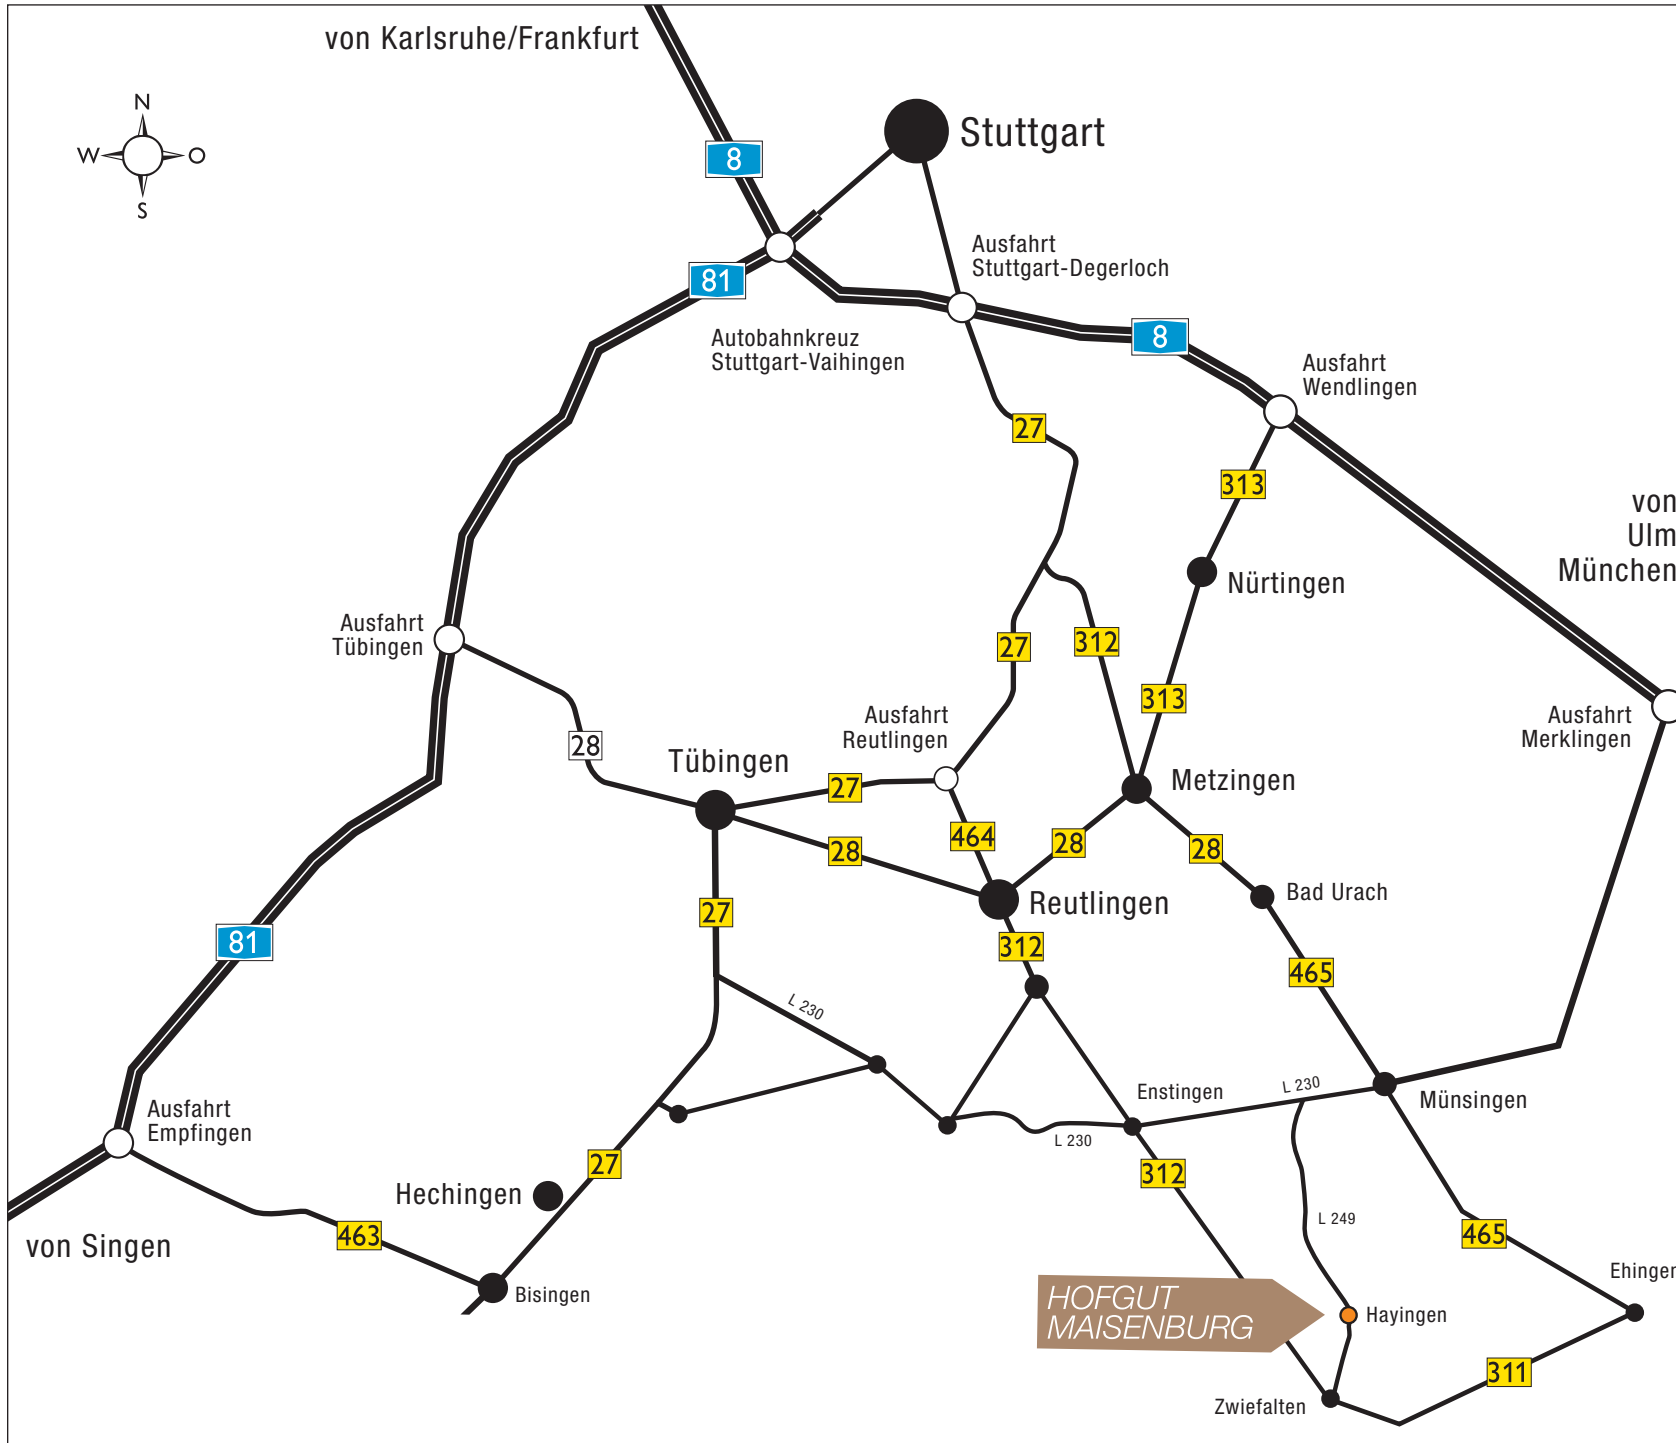 von Karlsruhe/Frankfurt
N
W
O
S
8
Stuttgart
Ausfahrt
Stuttgart-Degerloch
81
Autobahnkreuz
Stuttgart-Vaihingen
8
Ausfahrt
Wendlingen
27
313
von
Ulm
München
Nürtingen
Ausfahrt
Tübingen
27
312
313
28
Ausfahrt
Reutlingen
Ausfahrt
Merklingen
Tübingen
27
Metzingen
464
28
28
28
Reutlingen
Bad Urach
27
81
312
465
L 230
Ausfahrt
Empfingen
Enstingen
L 230
Münsingen
L 230
27
312
Hechingen
463
L 249
465
von Singen
Bisingen
Ehingen
HOFGUT
MAISENBURG
Hayingen
311
Zwiefalten